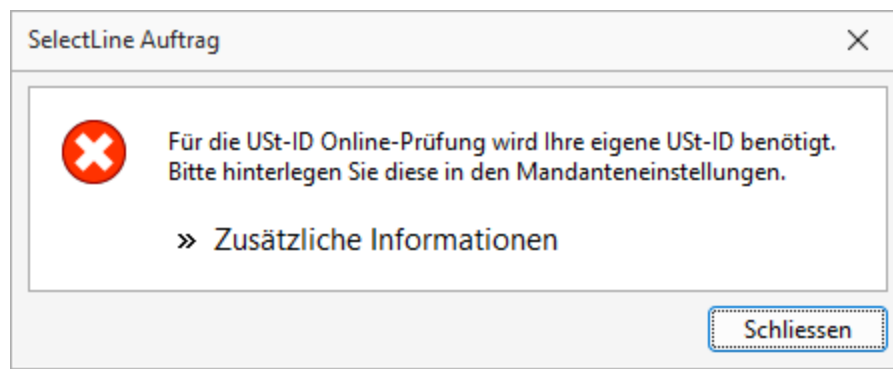 SelectLine Auftrag
Für die USt-ID Online-Prüfung wird Ihre eigene USt-ID benötigt.
Bitte hinterlegen Sie diese in den Mandanteneinstellungen.
» Zusätzliche Informationen
Schliessen